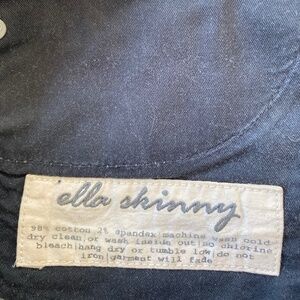 ella skinny
98% cotton 2% spandex|machine wash cold
dry clean, or wash inside out|no chlorine
bleach|hang dry or tumble low|do not
iron|garment will fade